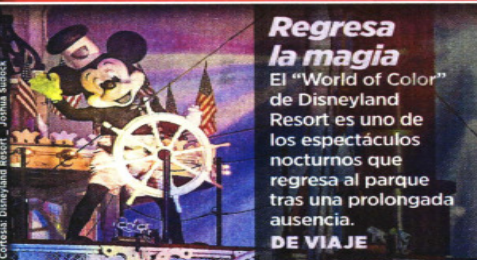 Regresa
la magia
El “World of Color”
de Disneyland
Resort es uno de
los espectáculos
nocturnos que
regresa al parque
tras una prolongada
ausencia.
DE VIAJE
Cortesía: Disneyland Resort _ Joshua Sudock